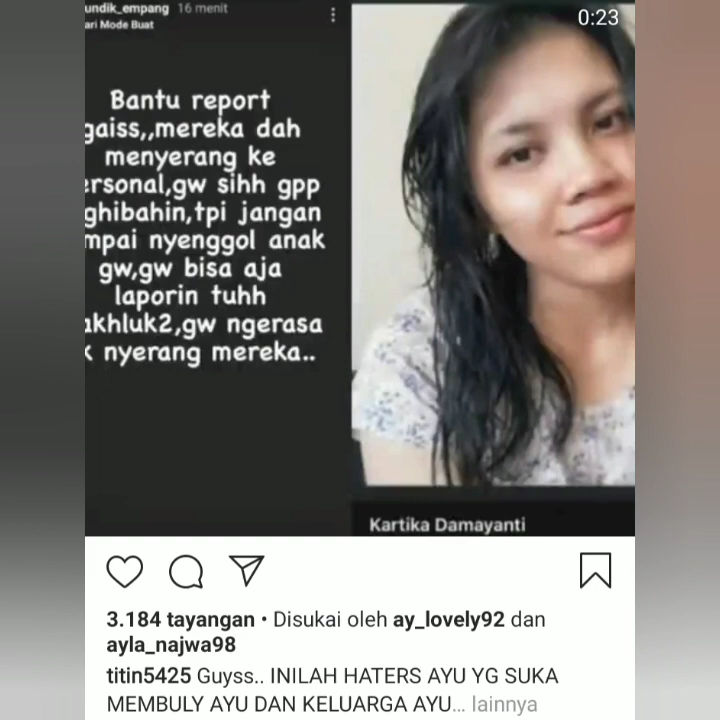 undik_empang 16 menit
ari Mode Buat
0:23
Bantu report
gaiss,,mereka dah
menyerang ke
ersonal,gw sihh gpp
ghibahin,tpi jangan
mpai nyenggol anak
gw,gw bisa aja
laporin tuhh
akhluk2,gw ngerasa
k nyerang mereka..
Kartika Damayanti
3.184 tayangan • Disukai oleh ay_lovely92 dan
ayla_najwa98
titin5425 Guyss.. INILAH HATERS AYU YG SUKA
MEMBULY AYU DAN KELUARGA AYU... lainnya